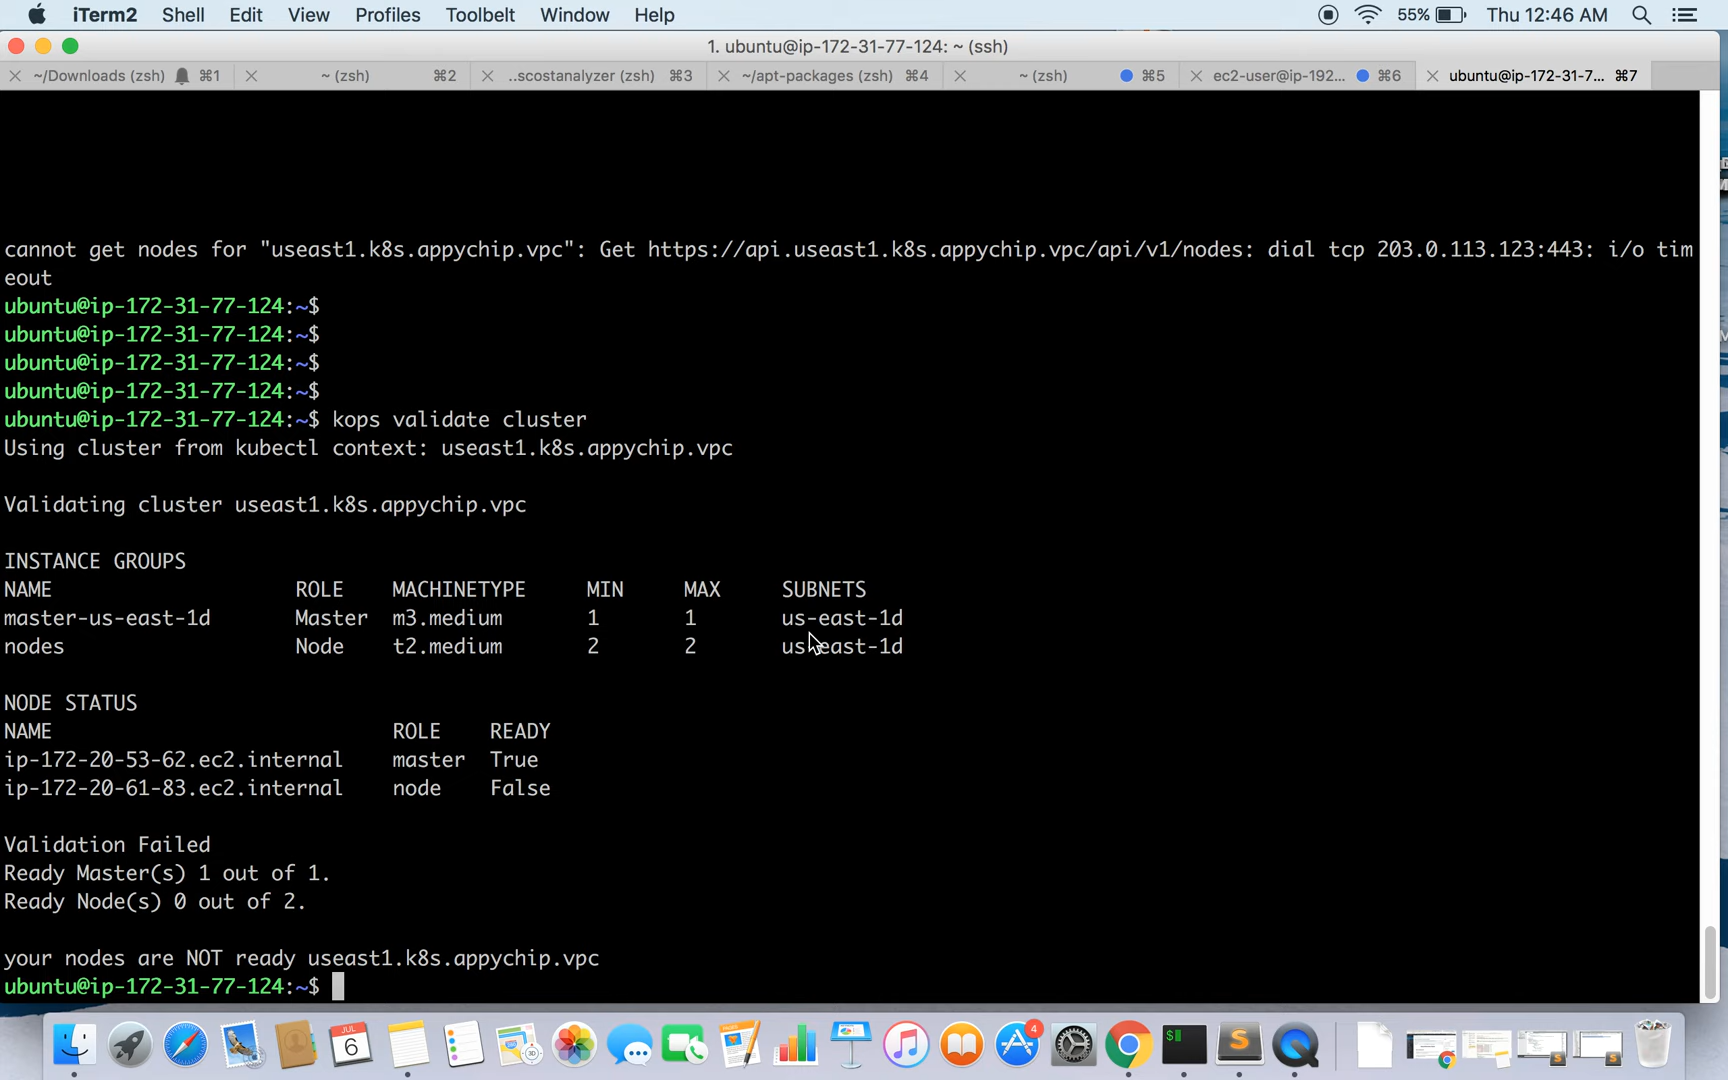 iTerm2 Shell Edit View Profiles Toolbelt Window Help 55% Thu 12:46 AM
1. ubuntu@ip-172-31-77-124: ~ (ssh)
~/Downloads (zsh) ⌘1 ~ (zsh) ⌘2 ..scostanalyzer (zsh) ⌘3 ~/apt-packages (zsh) ⌘4 ~ (zsh) ⌘5 ec2-user@ip-192... ⌘6 ubuntu@ip-172-31-7... ⌘7
cannot get nodes for "useast1.k8s.appychip.vpc": Get https://api.useast1.k8s.appychip.vpc/api/v1/nodes: dial tcp 203.0.113.123:443: i/o tim
eout
ubuntu@ip-172-31-77-124:~$
ubuntu@ip-172-31-77-124:~$
ubuntu@ip-172-31-77-124:~$
ubuntu@ip-172-31-77-124:~$
ubuntu@ip-172-31-77-124:~$ kops validate cluster
Using cluster from kubectl context: useast1.k8s.appychip.vpc
Validating cluster useast1.k8s.appychip.vpc
INSTANCE GROUPS
NAME ROLE MACHINETYPE MIN MAX SUBNETS
master-us-east-1d Master m3.medium 1 1 us-east-1d
nodes Node t2.medium 2 2 us-east-1d
NODE STATUS
NAME ROLE READY
ip-172-20-53-62.ec2.internal master True
ip-172-20-61-83.ec2.internal node False
Validation Failed
Ready Master(s) 1 out of 1.
Ready Node(s) 0 out of 2.
your nodes are NOT ready useast1.k8s.appychip.vpc
ubuntu@ip-172-31-77-124:~$
JUL
6
4